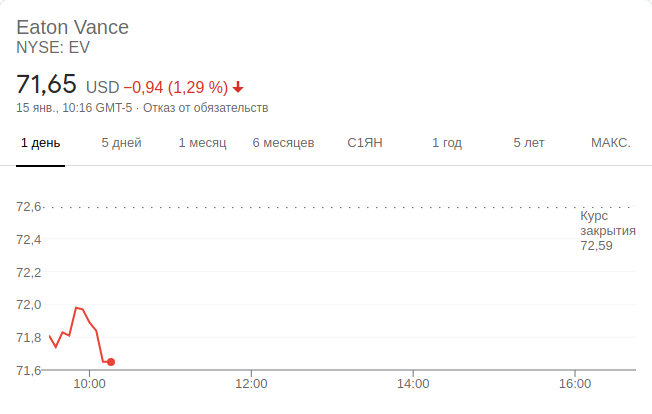 Eaton Vance
NYSE: EV
71,65 USD −0,94 (1,29 %)
15 янв., 10:16 GMT-5 · Отказ от обязательств
1 день 5 дней 1 месяц 6 месяцев С1ЯН 1 год 5 лет МАКС.
72,6
Курс
закрытия
72,59
72,4
72,2
72,0
71,8
71,6
10:00 12:00 14:00 16:00